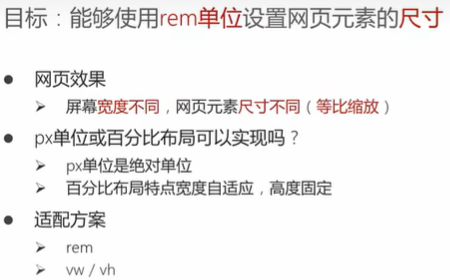 目标：能够使用rem单位设置网页元素的尺寸
● 网页效果
➢ 屏幕宽度不同，网页元素尺寸不同（等比缩放）
● px单位或百分比布局可以实现吗？
➢ px单位是绝对单位
➢ 百分比布局特点宽度自适应，高度固定
● 适配方案
➢ rem
➢ vw / vh